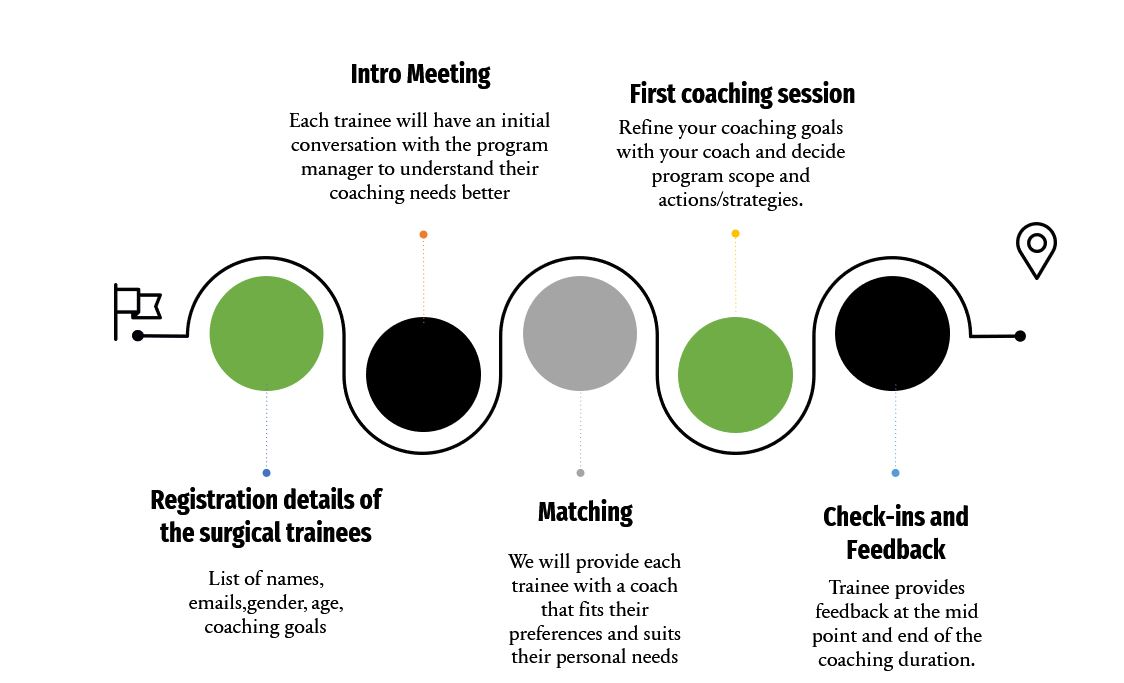 Intro Meeting
Each trainee will have an initial
conversation with the program
manager to understand their
coaching needs better
First coaching session
Refine your coaching goals
with your coach and decide
program scope and
actions/strategies.
Registration details of
the surgical trainees
List of names,
emails,gender, age,
coaching goals
Matching
We will provide each
trainee with a coach
that fits their
preferences and suits
their personal needs
Check-ins and
Feedback
Trainee provides
feedback at the mid
point and end of the
coaching duration.